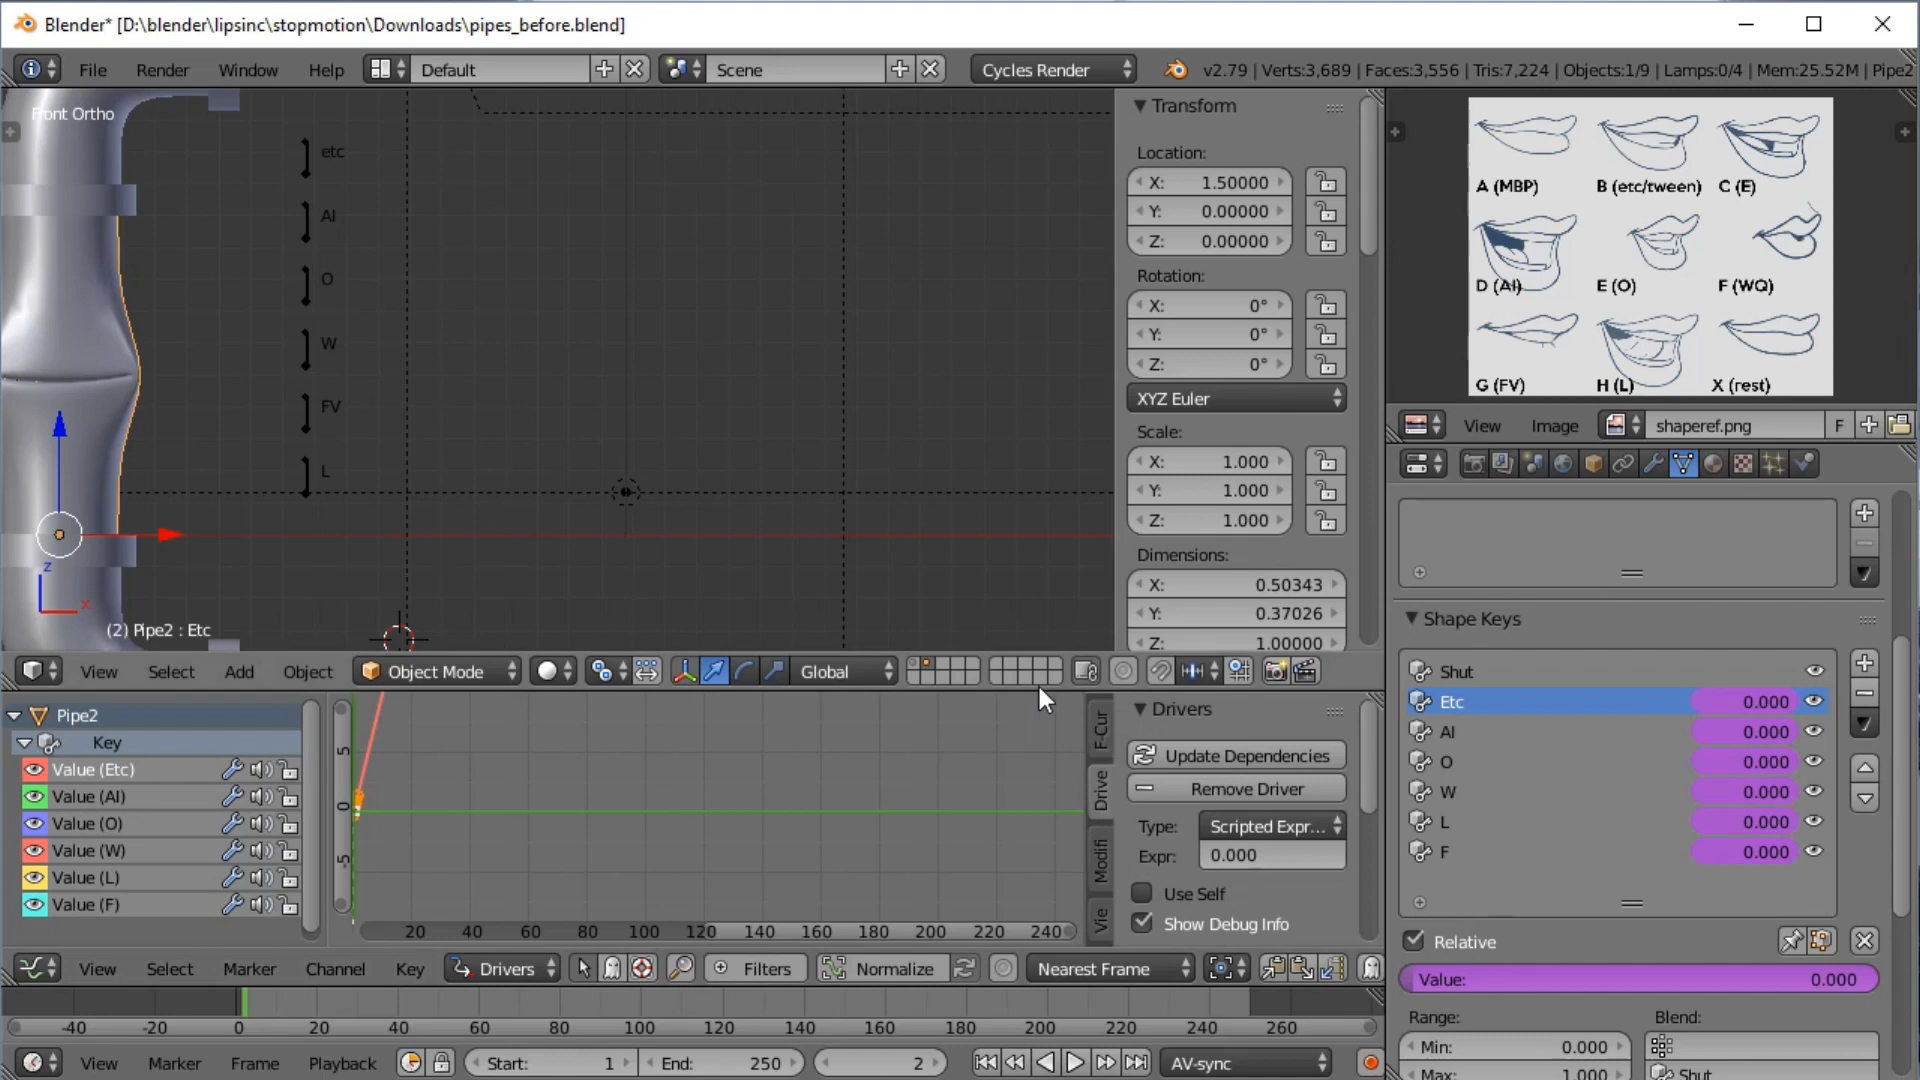 Blender* [D:\blender\lipsinc\stopmotion\Downloads\pipes_before.blend]
File Render Window Help Default Scene Cycles Render v2.79 | Verts:3,689 | Faces:3,556 | Tris:7,224 | Objects:1/9 | Lamps:0/4 | Mem:25.52M | Pipe2
Front Ortho
etc
AI
O
W
FV
L
z
x
(2) Pipe2 : Etc
Transform
Location:
X: 1.50000
Y: 0.00000
Z: 0.00000
Rotation:
X: 0°
Y: 0°
Z: 0°
XYZ Euler
Scale:
X: 1.000
Y: 1.000
Z: 1.000
Dimensions:
X: 0.50343
Y: 0.37026
Z: 1.00000
A (MBP) B (etc/tween) C (E)
D (AI) E (O) F (WQ)
G (FV) H (L) X (rest)
View Image shaperef.png F
View Select Add Object Object Mode Global
Pipe2
Key
Value (Etc)
Value (AI)
Value (O)
Value (W)
Value (L)
Value (F)
5
0
-5
20 40 60 80 100 120 140 160 180 200 220 240
F-Cur
Drive
Modifi
Vie
Drivers
Update Dependencies
Remove Driver
Type: Scripted Expr...
Expr: 0.000
Use Self
Show Debug Info
View Select Marker Channel Key Drivers Filters Normalize Nearest Frame
-40 -20 0 20 40 60 80 100 120 140 160 180 200 220 240 260
View Marker Frame Playback Start: 1 End: 250 2 AV-sync
Shape Keys
Shut
Etc 0.000
AI 0.000
O 0.000
W 0.000
L 0.000
F 0.000
Relative
Value: 0.000
Range: Blend:
Min: 0.000
Max: 1.000 Shut